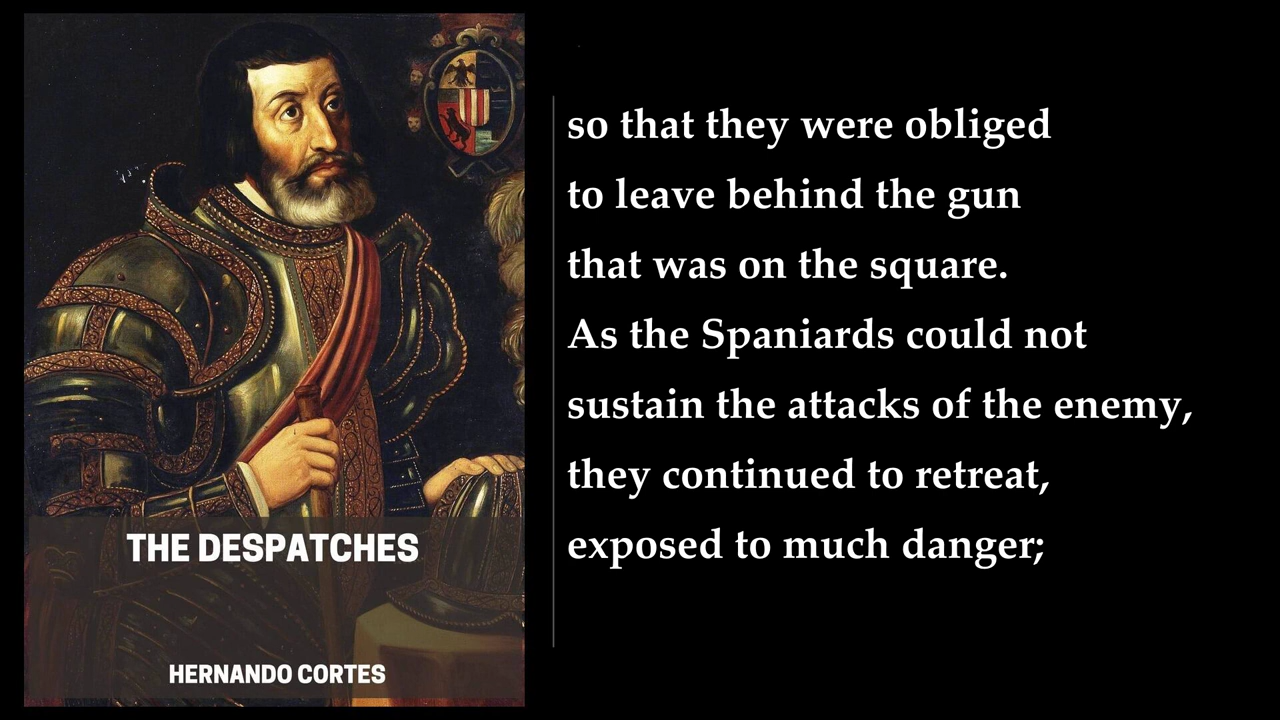 THE DESPATCHES
HERNANDO CORTES
so that they were obliged
to leave behind the gun
that was on the square.
As the Spaniards could not
sustain the attacks of the enemy,
they continued to retreat,
exposed to much danger;